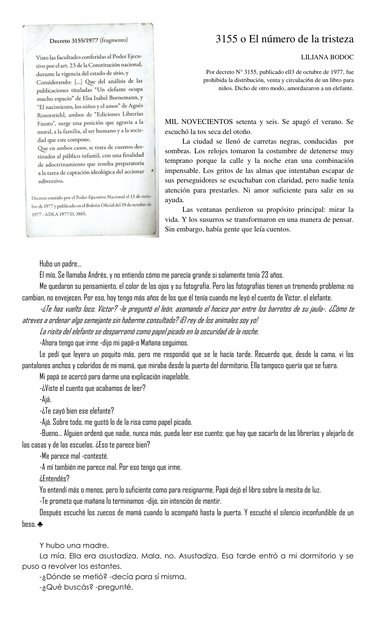 Decreto 3155/1977 (fragmento)
Visto las facultades conferidas al Poder Ejecu-
tivo por el art. 23 de la Constitución nacional,
durante la vigencia del estado de sitio, y
Considerando: [...] Que del análisis de las
publicaciones tituladas "Un elefante ocupa
mucho espacio" de Elsa Isabel Bornemann, y
"El nacimiento, los niños y el amor" de Agnés
Rosenstiehl, ambos de "Ediciones Librerías
Fausto", surge una posición que agravia a la
moral, a la familia, al ser humano y a la socie-
dad que este compone.
Que en ambos casos, se trata de cuentos des-
tinados al público infantil, con una finalidad
de adoctrinamiento que resulta preparatoria
a la tarea de captación ideológica del accionar
subversivo.
Decreto emitido por el Poder Ejecutivo Nacional el 13 de octu-
bre de 1977 y publicado en el Boletín Oficial del 19 de octubre de
1977 - ADLA 1977-D, 3865.
3155 o El número de la tristeza
LILIANA BODOC
Por decreto N° 3155, publicado el13 de octubre de 1977, fue
prohibida la distribución, venta y circulación de un libro para
niños. Dicho de otro modo, amordazaron a un elefante.
MIL NOVECIENTOS setenta y seis. Se apagó el verano. Se
escuchó la tos seca del otoño.
La ciudad se llenó de carretas negras, conducidas por
sombras. Los relojes tomaron la costumbre de detenerse muy
temprano porque la calle y la noche eran una combinación
impensable. Los gritos de las almas que intentaban escapar de
sus perseguidores se escuchaban con claridad, pero nadie tenía
atención para prestarles. Ni amor suficiente para salir en su
ayuda.
Las ventanas perdieron su propósito principal: mirar la
vida. Y los susurros se transformaron en una manera de pensar.
Sin embargo, había gente que leía cuentos.
Hubo un padre...
El mío. Se llamaba Andrés, y no entiendo cómo me parecía grande si solamente tenía 23 años.
Me quedaron su pensamiento, el color de los ojos y su fotografía. Pero las fotografías tienen un tremendo problema: no
cambian, no envejecen. Por eso, hoy tengo más años de los que él tenía cuando me leyó el cuento de Víctor, el elefante.
-¿Te has vuelto loco, Víctor? -le preguntó el león, asomando el hocico por entre los barrotes de su jaula-. ¿Cómo te
atreves a ordenar algo semejante sin haberme consultado? ¡El rey de los animales soy yo!
La risita del elefante se desparramó como papel picado en la oscuridad de la noche.
-Ahora tengo que irme -dijo mi papá-o Mañana seguimos.
Le pedí que leyera un poquito más, pero me respondió que se le hacía tarde. Recuerdo que, desde la cama, vi los
pantalones anchos y coloridos de mi mamá, que miraba desde la puerta del dormitorio. Ella tampoco quería que se fuera.
Mi papá se acercó para darme una explicación inapelable.
-¿Viste el cuento que acabamos de leer?
-Ajá.
-¿Te cayó bien ese elefante?
-Ajá. Sobre todo, me gustó lo de la risa como papel picado.
-Bueno... Alguien ordenó que nadie, nunca más, pueda leer ese cuento; que hay que sacarlo de las librerías y alejarlo de
las casas y de las escuelas. ¿Eso te parece bien?
-Me parece mal -contesté.
-A mí también me parece mal. Por eso tengo que irme.
¿Entendés?
Yo entendí más o menos, pero lo suficiente como para resignarme. Papá dejó el libro sobre la mesita de luz.
-Te prometo que mañana lo terminamos -dijo, sin intención de mentir.
Después escuché los zuecos de mamá cuando lo acompañó hasta la puerta. Y escuché el silencio inconfundible de un
beso. ♣
Y hubo una madre.
La mía. Ella era asustadiza. Mala, no. Asustadiza. Esa tarde entró a mi dormitorio y se
puso a revolver los estantes.
-¿Dónde se metió? -decía para sí misma.
-¿Qué buscás? -pregunté.